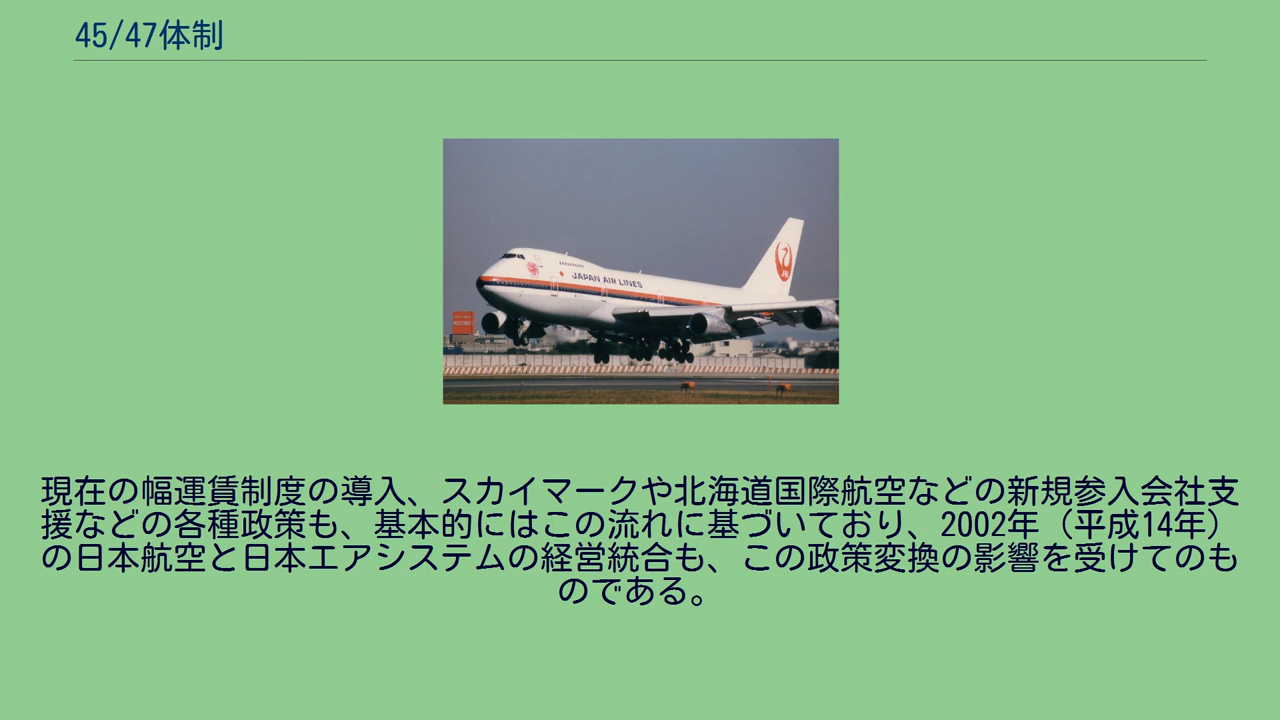 45/47体制
JAPAN AIR LINES
JAL
現在の幅運賃制度の導入、スカイマークや北海道国際航空などの新規参入会社支
援などの各種政策も、基本的にはこの流れに基づいており、2002年（平成14年）
の日本航空と日本エアシステムの経営統合も、この政策変換の影響を受けてのも
のである。